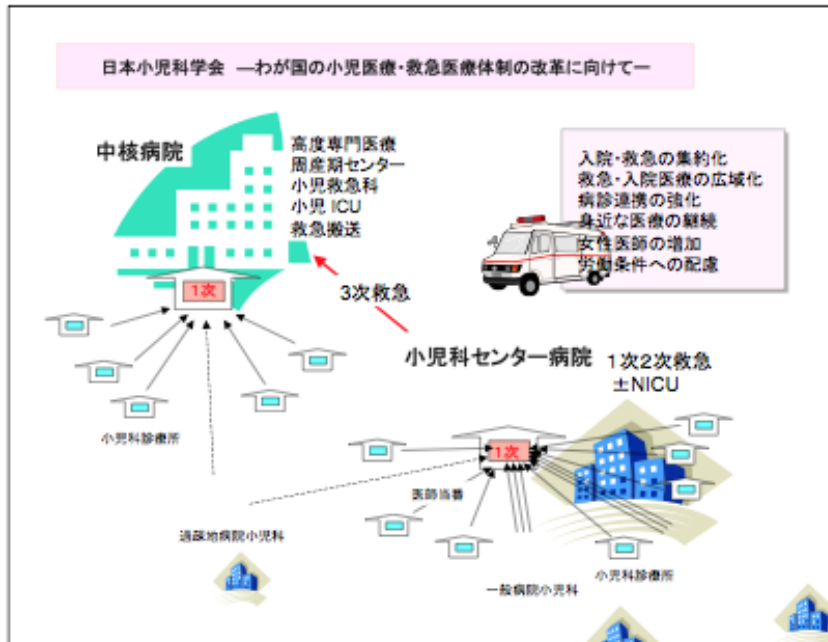 日本小児科学会 ―わが国の小児医療・救急医療体制の改革に向けて―
中核病院
高度専門医療
周産期センター
小児救急科
小児 ICU
救急搬送
入院・救急の集約化
救急・入院医療の広域化
病診連携の強化
身近な医療の継続
女性医師の増加
労働条件への配慮
1次
3次救急
小児科センター病院
1次2次救急
±NICU
小児科診療所
1次
医師当番
過疎地病院小児科
一般病院小児科
小児科診療所